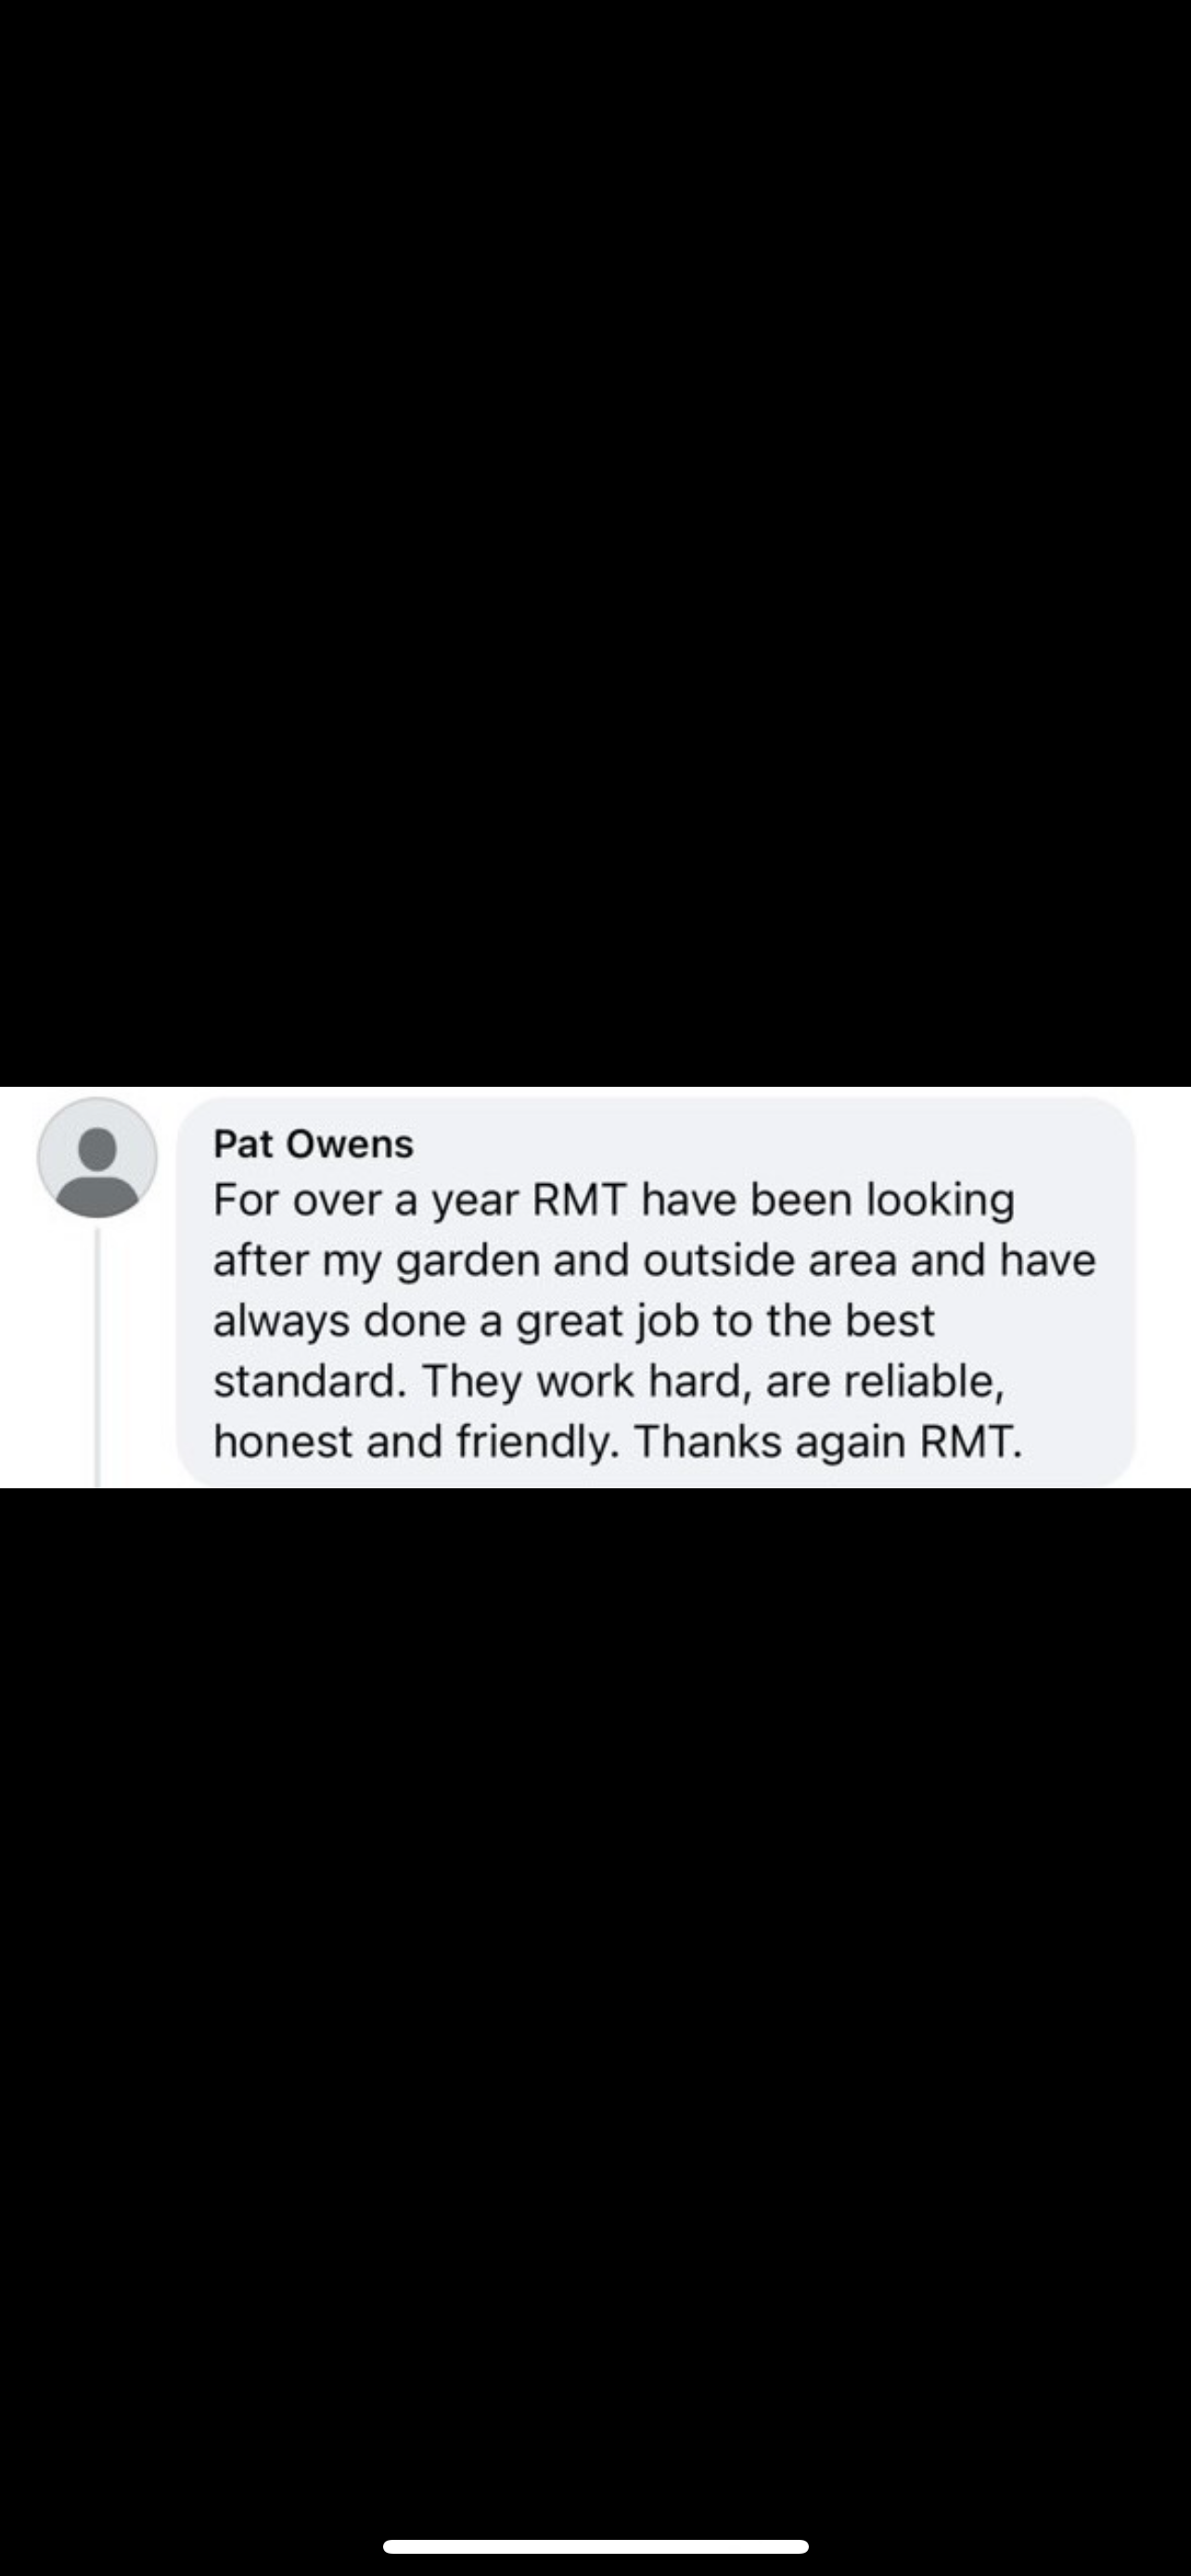 Pat Owens
For over a year RMT have been looking
after my garden and outside area and have
always done a great job to the best
standard. They work hard, are reliable,
honest and friendly. Thanks again RMT.